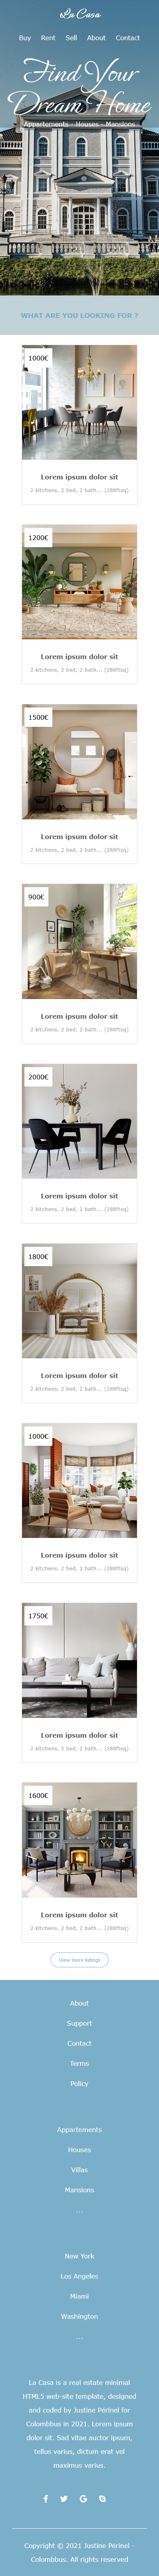 La Casa
Buy Rent Sell About Contact
Find Your
Dream Home
Appartements - Houses - Mansions
WHAT ARE YOU LOOKING FOR ?
1000€
Lorem ipsum dolor sit
2 kitchens, 2 bed, 2 bath... (288ftsq)
1200€
Lorem ipsum dolor sit
2 kitchens, 2 bed, 2 bath... (288ftsq)
1500€
Lorem ipsum dolor sit
2 kitchens, 2 bed, 2 bath... (288ftsq)
900€
Lorem ipsum dolor sit
2 kitchens, 2 bed, 2 bath... (288ftsq)
2000€
Lorem ipsum dolor sit
2 kitchens, 2 bed, 2 bath... (288ftsq)
1800€
Lorem ipsum dolor sit
2 kitchens, 2 bed, 2 bath... (288ftsq)
1000€
Lorem ipsum dolor sit
2 kitchens, 2 bed, 2 bath... (288ftsq)
1750€
Lorem ipsum dolor sit
2 kitchens, 2 bed, 2 bath... (288ftsq)
1600€
Lorem ipsum dolor sit
2 kitchens, 2 bed, 2 bath... (288ftsq)
View more listings
About
Support
Contact
Terms
Policy
Appartements
Houses
Villas
Mansions
...
New York
Los Angeles
Miami
Washington
...
La Casa is a real estate minimal
HTML5 web-site template, designed
and coded by Justine Périnel for
Colombbus in 2021. Lorem ipsum
dolor sit. Sad vitae auctor ipsum,
tellus varius, dictum erat vel
maximus varius.
Copyright © 2021 Justine Périnel -
Colombbus. All rights reserved